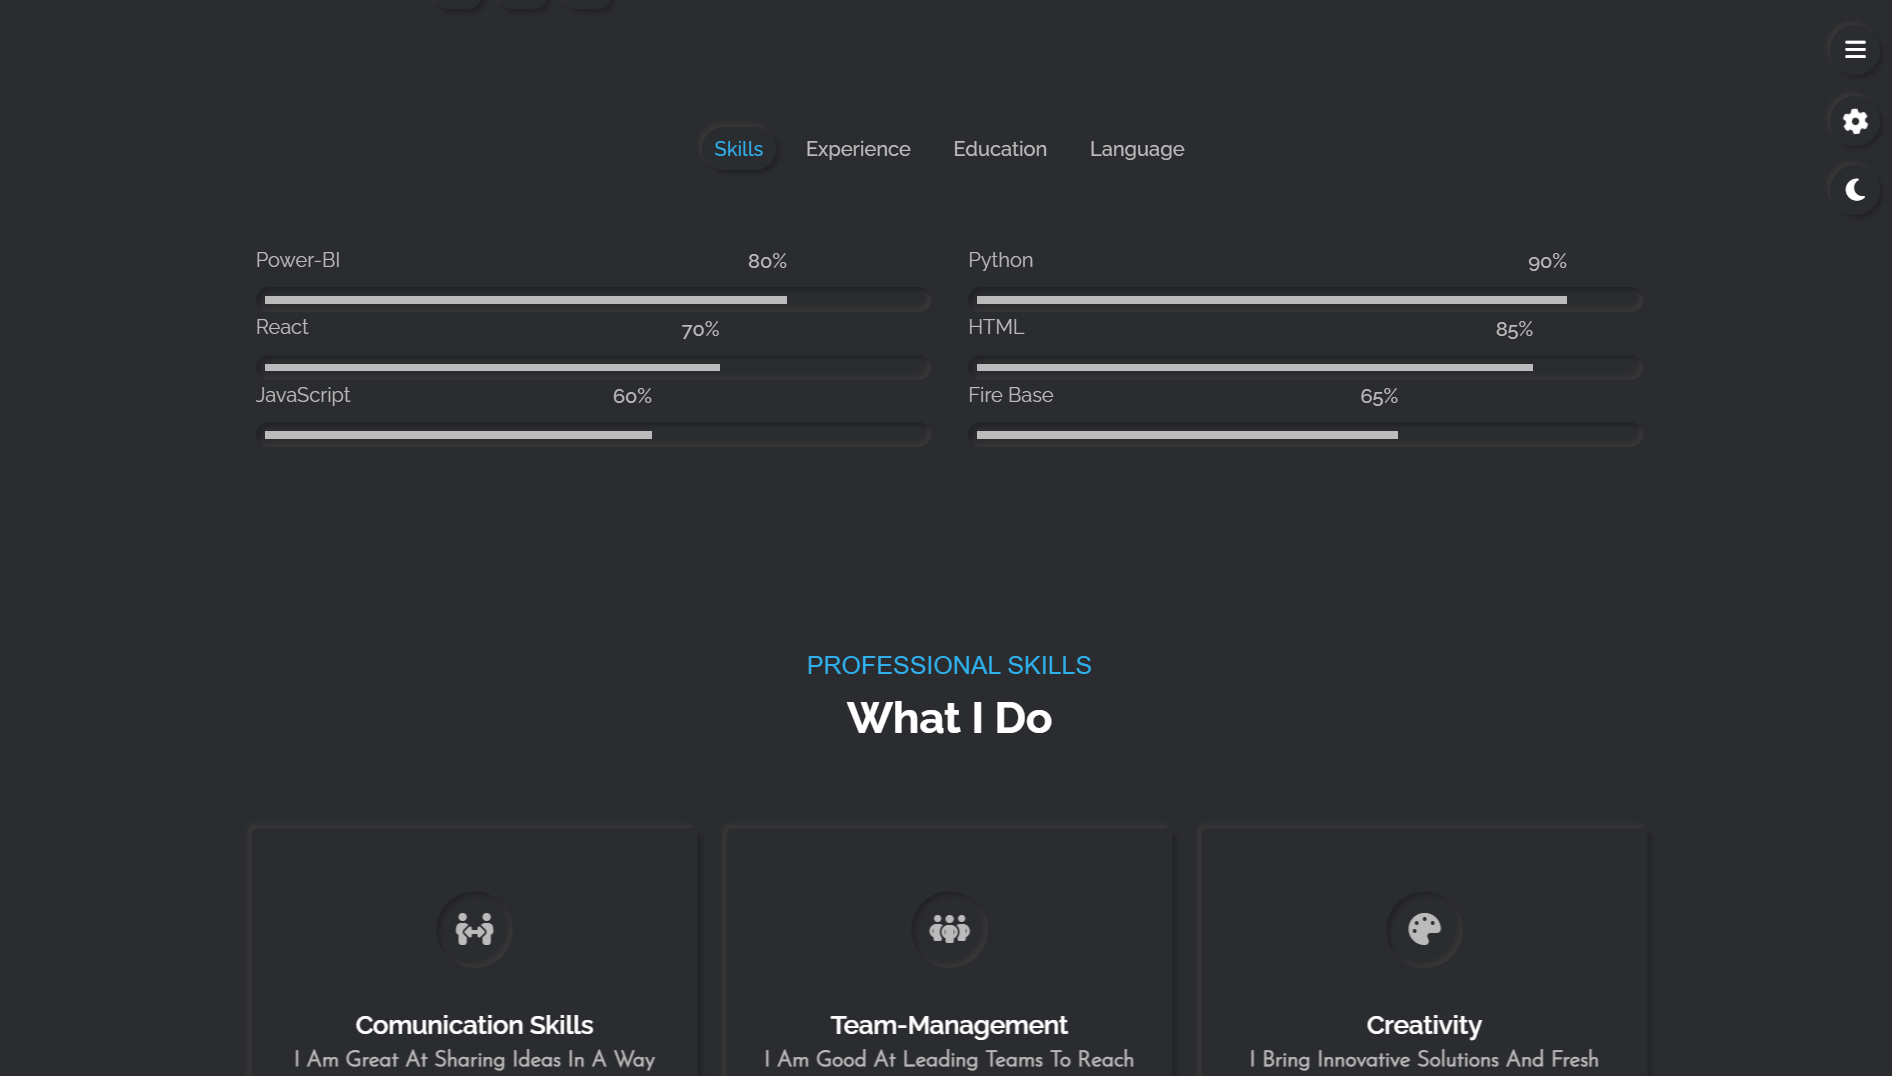 Skills Experience Education Language
Power-BI 80%
Python 90%
React 70%
HTML 85%
JavaScript 60%
Fire Base 65%
PROFESSIONAL SKILLS
What I Do
Comunication Skills
I Am Great At Sharing Ideas In A Way
Team-Management
I Am Good At Leading Teams To Reach
Creativity
I Bring Innovative Solutions And Fresh